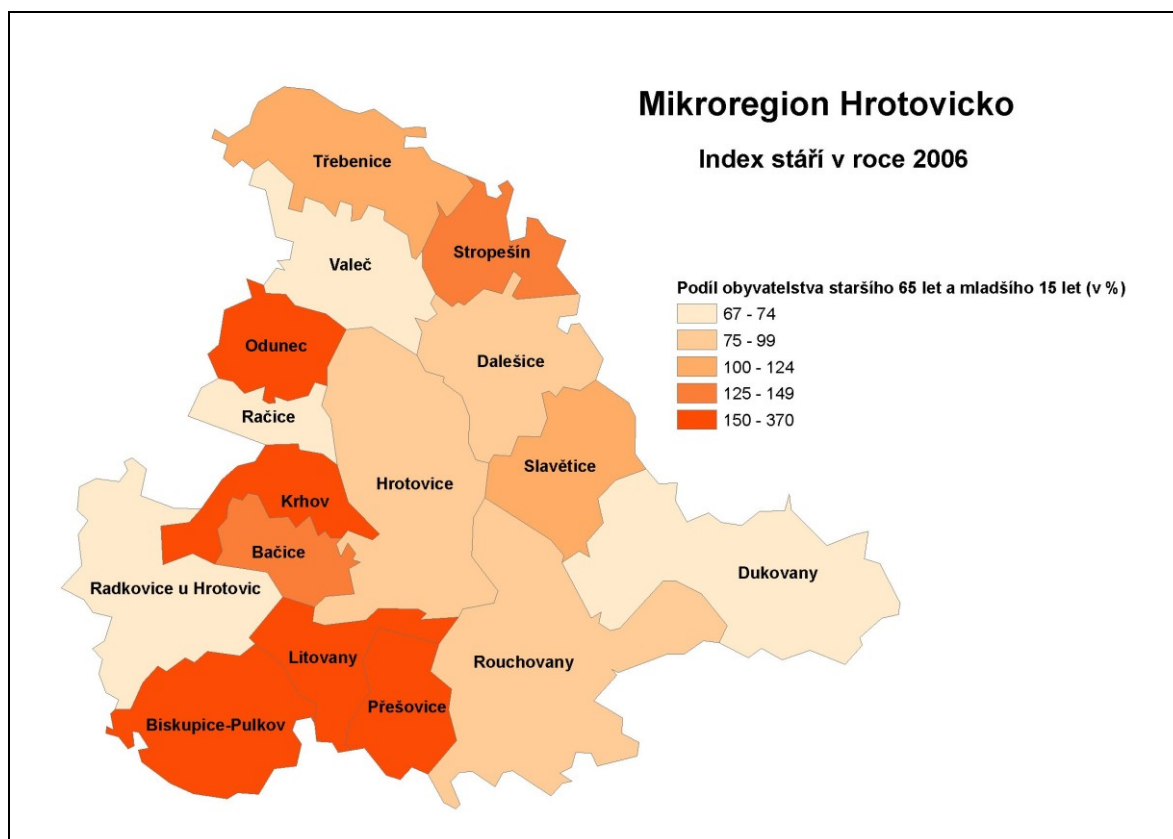 Mikroregion Hrotovicko
Index stáří v roce 2006
Třebenice
Stropešín
Valeč
Podíl obyvatelstva staršího 65 let a mladšího 15 let (v %)
67 - 74
75 - 99
100 - 124
125 - 149
150 - 370
Odunec
Dalešice
Račice
Slavětice
Hrotovice
Krhov
Bačice
Dukovany
Radkovice u Hrotovic
Litovany
Rouchovany
Přešovice
Biskupice-Pulkov